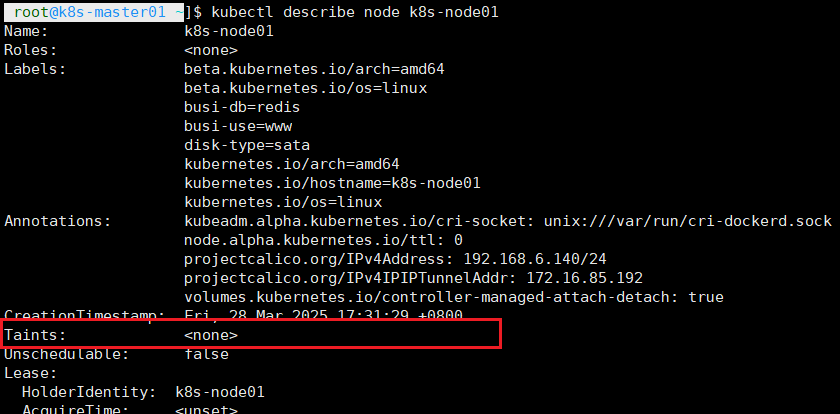 root@k8s-master01 ~]$ kubectl describe node k8s-node01
Name:               k8s-node01
Roles:              <none>
Labels:             beta.kubernetes.io/arch=amd64
                    beta.kubernetes.io/os=linux
                    busi-db=redis
                    busi-use=www
                    disk-type=sata
                    kubernetes.io/arch=amd64
                    kubernetes.io/hostname=k8s-node01
                    kubernetes.io/os=linux
Annotations:        kubeadm.alpha.kubernetes.io/cri-socket: unix:///var/run/cri-dockerd.sock
                    node.alpha.kubernetes.io/ttl: 0
                    projectcalico.org/IPv4Address: 192.168.6.140/24
                    projectcalico.org/IPv4IPIPTunnelAddr: 172.16.85.192
                    volumes.kubernetes.io/controller-managed-attach-detach: true
CreationTimestamp:  Fri, 28 Mar 2025 17:31:29 +0800
Taints:             <none>
Unschedulable:      false
Lease:
  HolderIdentity:  k8s-node01
  AcquireTime:     <unset>